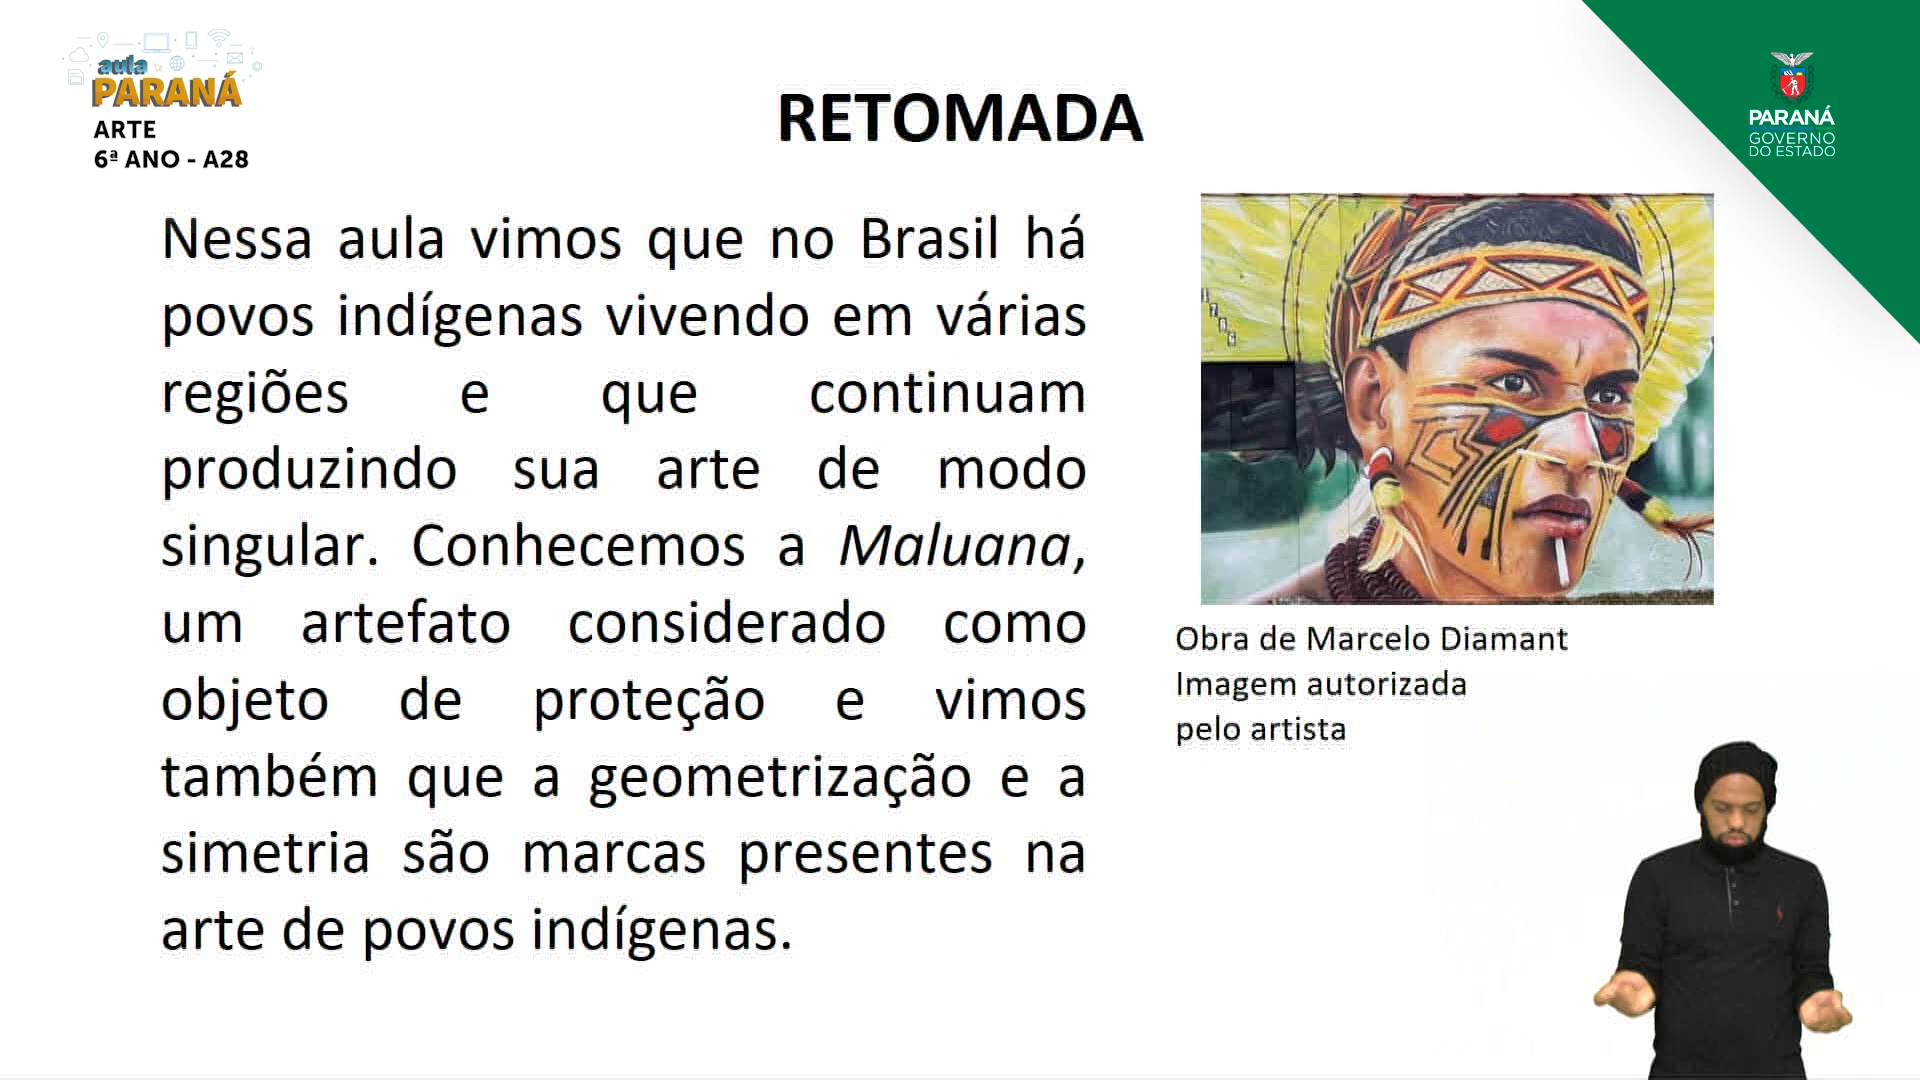 aula
PARANÁ
ARTE
6ª ANO - A28
RETOMADA
PARANÁ
GOVERNO
DO ESTADO
Nessa aula vimos que no Brasil há
povos indígenas vivendo em várias
regiões e que continuam
produzindo sua arte de modo
singular. Conhecemos a Maluana,
um artefato considerado como
objeto de proteção e vimos
também que a geometrização e a
simetria são marcas presentes na
arte de povos indígenas.
Obra de Marcelo Diamant
Imagem autorizada
pelo artista